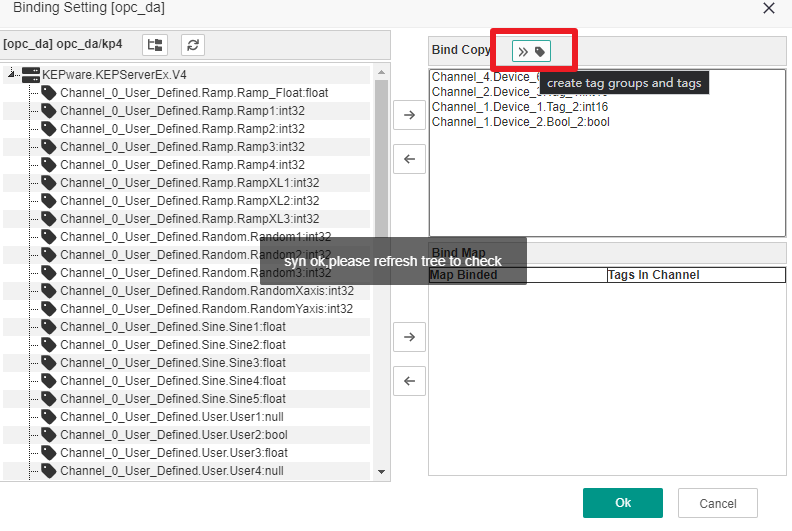 Binding Setting [opc_da]
[opc_da] opc_da/kp4
KEPware.KEPServerEx.V4
Channel_0_User_Defined.Ramp.Ramp_Float:float
Channel_0_User_Defined.Ramp.Ramp1:int32
Channel_0_User_Defined.Ramp.Ramp2:int32
Channel_0_User_Defined.Ramp.Ramp3:int32
Channel_0_User_Defined.Ramp.Ramp4:int32
Channel_0_User_Defined.Ramp.RampXL1:int32
Channel_0_User_Defined.Ramp.RampXL2:int32
Channel_0_User_Defined.Ramp.RampXL3:int32
Channel_0_User_Defined.Random.Random1:int32
Channel_0_User_Defined.Random.Random2:int32
Channel_0_User_Defined.Random.Random3:int32
Channel_0_User_Defined.Random.RandomXaxis:int32
Channel_0_User_Defined.Random.RandomYaxis:int32
Channel_0_User_Defined.Sine.Sine1:float
Channel_0_User_Defined.Sine.Sine2:float
Channel_0_User_Defined.Sine.Sine3:float
Channel_0_User_Defined.Sine.Sine4:float
Channel_0_User_Defined.Sine.Sine5:float
Channel_0_User_Defined.User.User1:null
Channel_0_User_Defined.User.User2:bool
Channel_0_User_Defined.User.User3:float
Channel_0_User_Defined.User.User4:null
Bind Copy
create tag groups and tags
Channel_4.Device_6
Channel_2.Device_3.Tag_1:int16
Channel_1.Device_1.Tag_2:int16
Channel_1.Device_2.Bool_2:bool
syn ok,please refresh tree to check
Bind Map
Map Binded
Tags In Channel
Ok
Cancel